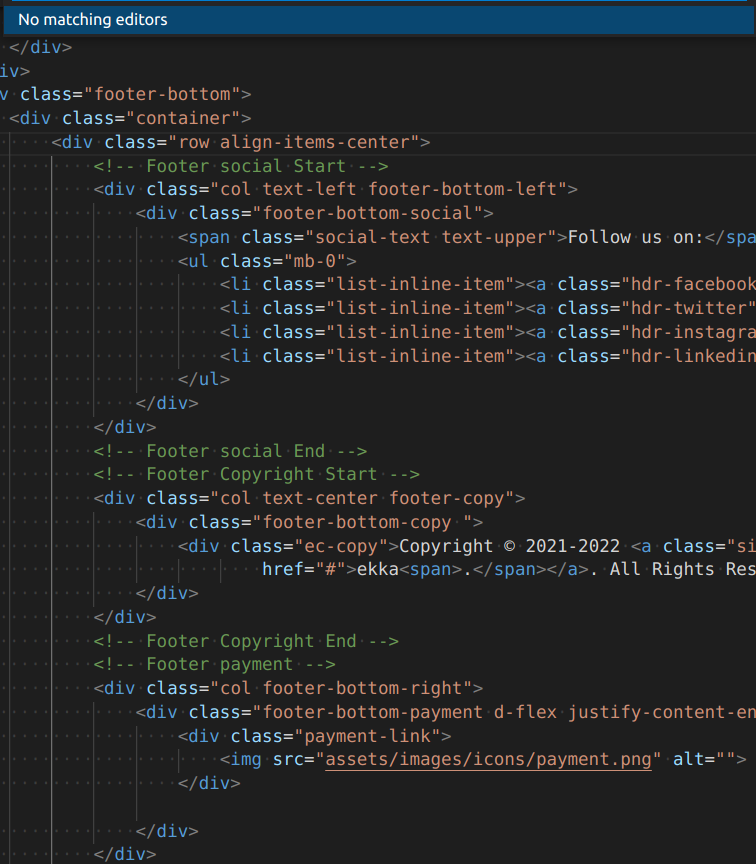 No matching editors
</div>
iv>
v class="footer-bottom">
<div class="container">
<div class="row align-items-center">
<!-- Footer social Start -->
<div class="col text-left footer-bottom-left">
<div class="footer-bottom-social">
<span class="social-text text-upper">Follow us on:</spa
<ul class="mb-0">
<li class="list-inline-item"><a class="hdr-facebook
<li class="list-inline-item"><a class="hdr-twitter"
<li class="list-inline-item"><a class="hdr-instagra
<li class="list-inline-item"><a class="hdr-linkedin
</ul>
</div>
</div>
<!-- Footer social End -->
<!-- Footer Copyright Start -->
<div class="col text-center footer-copy">
<div class="footer-bottom-copy ">
<div class="ec-copy">Copyright © 2021-2022 <a class="si
href="#">ekka<span>.</span></a>. All Rights Res
</div>
</div>
<!-- Footer Copyright End -->
<!-- Footer payment -->
<div class="col footer-bottom-right">
<div class="footer-bottom-payment d-flex justify-content-en
<div class="payment-link">
<img src="assets/images/icons/payment.png" alt="">
</div>
</div>
</div>